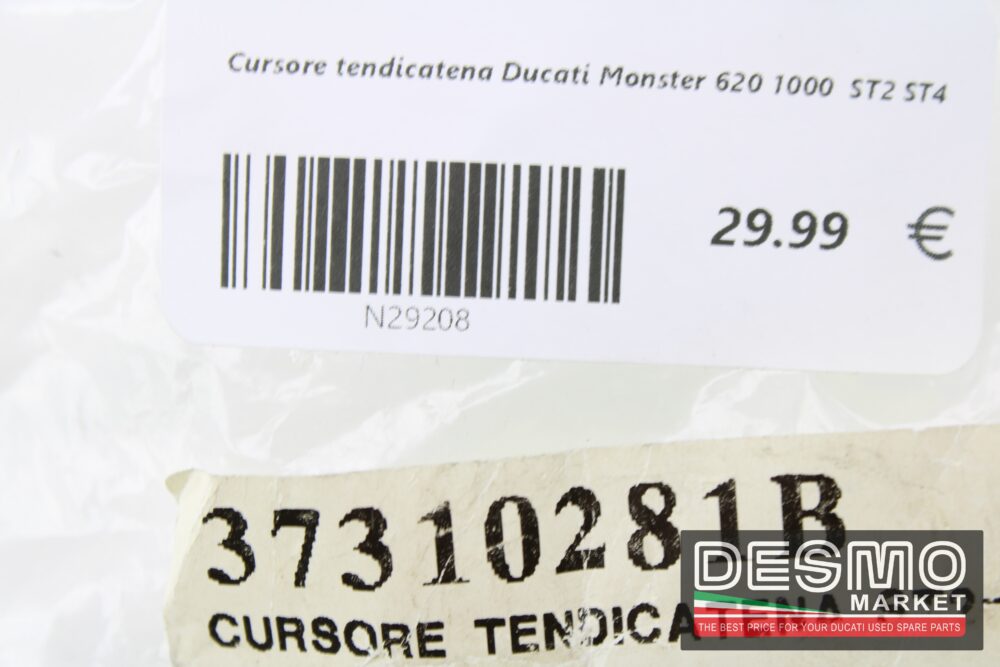 Cursore tendicatena Ducati Monster 620 1000 ST2 ST4
29.99 €
N29208
37310281B
CURSORE TENDICATENA
DESMO
MARKET
THE BEST PRICE FOR YOUR DUCATI USED SPARE PARTS